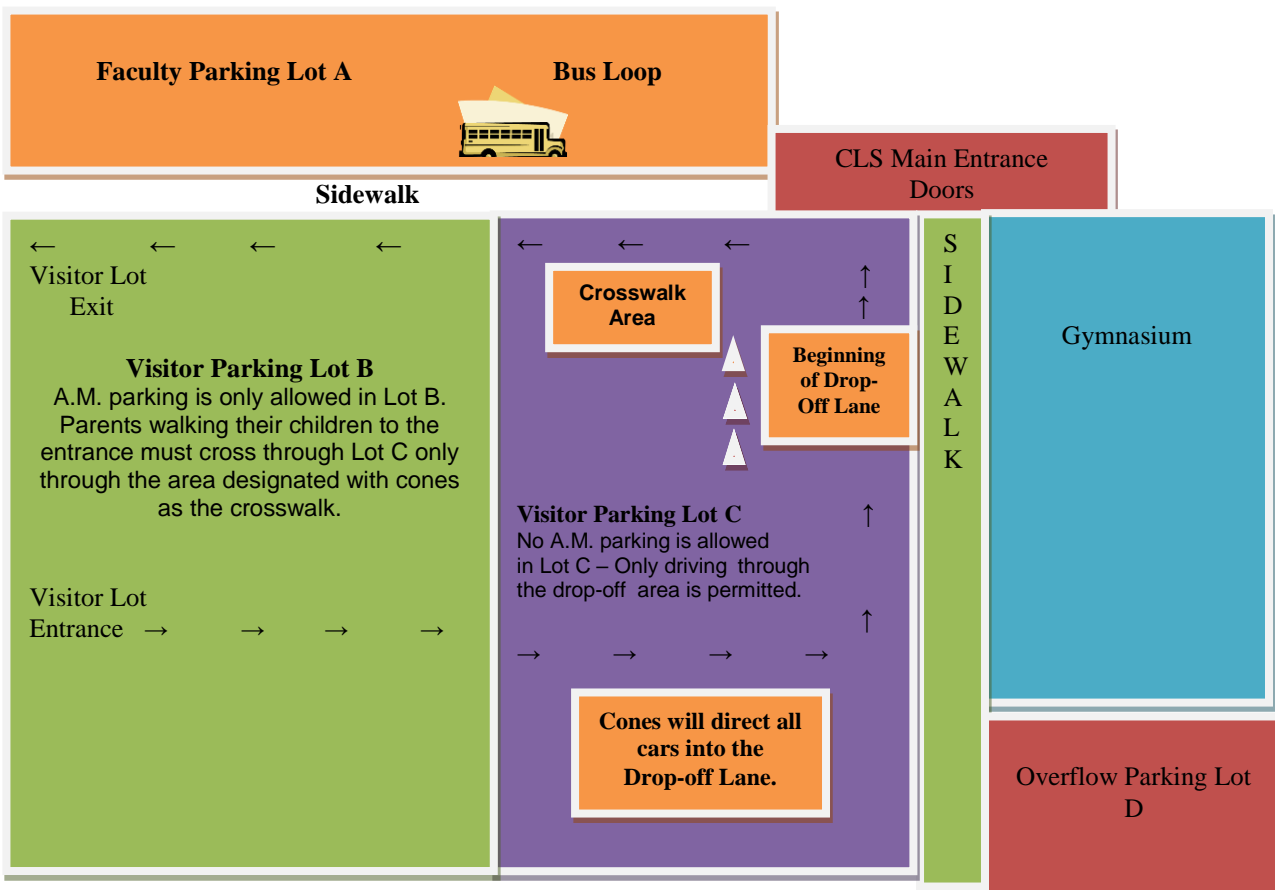 Faculty Parking Lot A
Bus Loop
CLS Main Entrance
Doors
Sidewalk
← ← ← ←
Visitor Lot
Exit
Visitor Parking Lot B
A.M. parking is only allowed in Lot B.
Parents walking their children to the
entrance must cross through Lot C only
through the area designated with cones
as the crosswalk.
Visitor Lot
Entrance → → → →
← ← ←
↑
↑
Crosswalk
Area
Beginning
of Drop-
Off Lane
Visitor Parking Lot C ↑
No A.M. parking is allowed
in Lot C – Only driving through
the drop-off area is permitted.
↑
→ → → →
Cones will direct all
cars into the
Drop-off Lane.
S
I
D
E
W
A
L
K
Gymnasium
Overflow Parking Lot
D